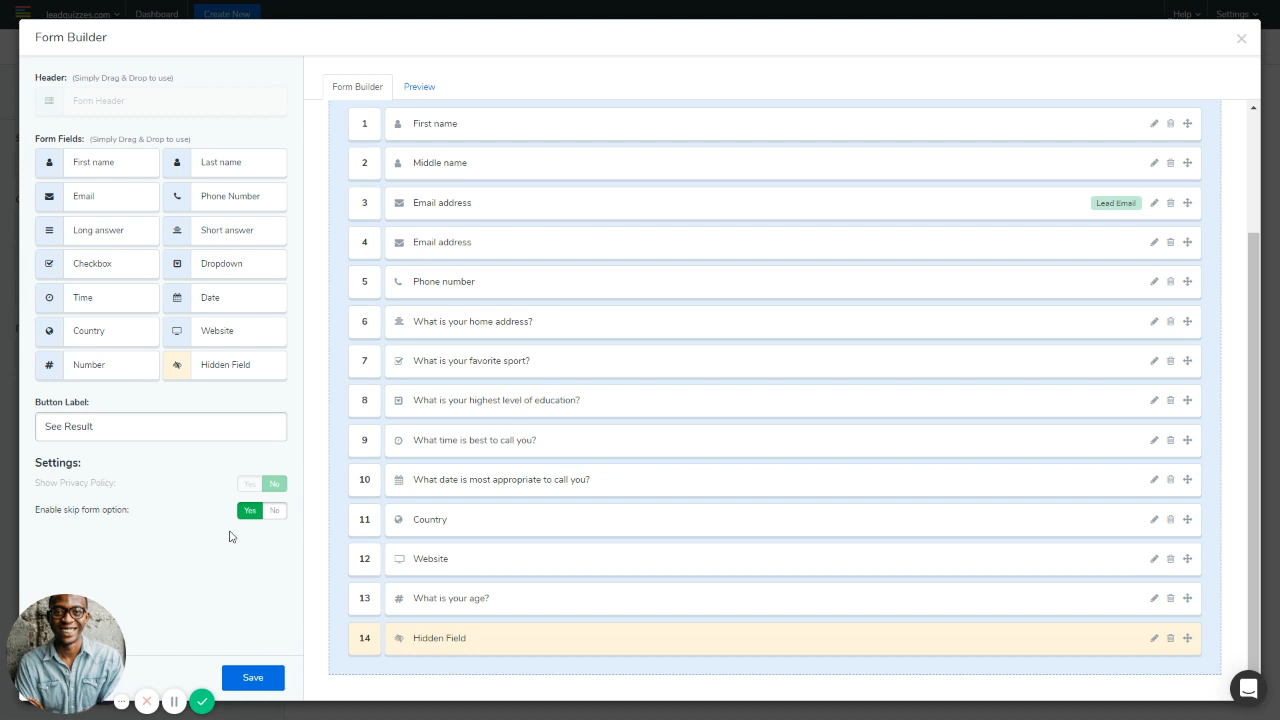 leadquizzes.com Dashboard Create New Help Settings
Form Builder
Header: (Simply Drag & Drop to use)
Form Header
Form Fields: (Simply Drag & Drop to use)
First name Last name
Email Phone Number
Long answer Short answer
Checkbox Dropdown
Time Date
Country Website
# Number Hidden Field
Button Label:
See Result
Settings:
Show Privacy Policy: Yes No
Enable skip form option: Yes No
Save
Form Builder Preview
1 First name
2 Middle name
3 Email address Lead Email
4 Email address
5 Phone number
6 What is your home address?
7 What is your favorite sport?
8 What is your highest level of education?
9 What time is best to call you?
10 What date is most appropriate to call you?
11 Country
12 Website
13 # What is your age?
14 Hidden Field